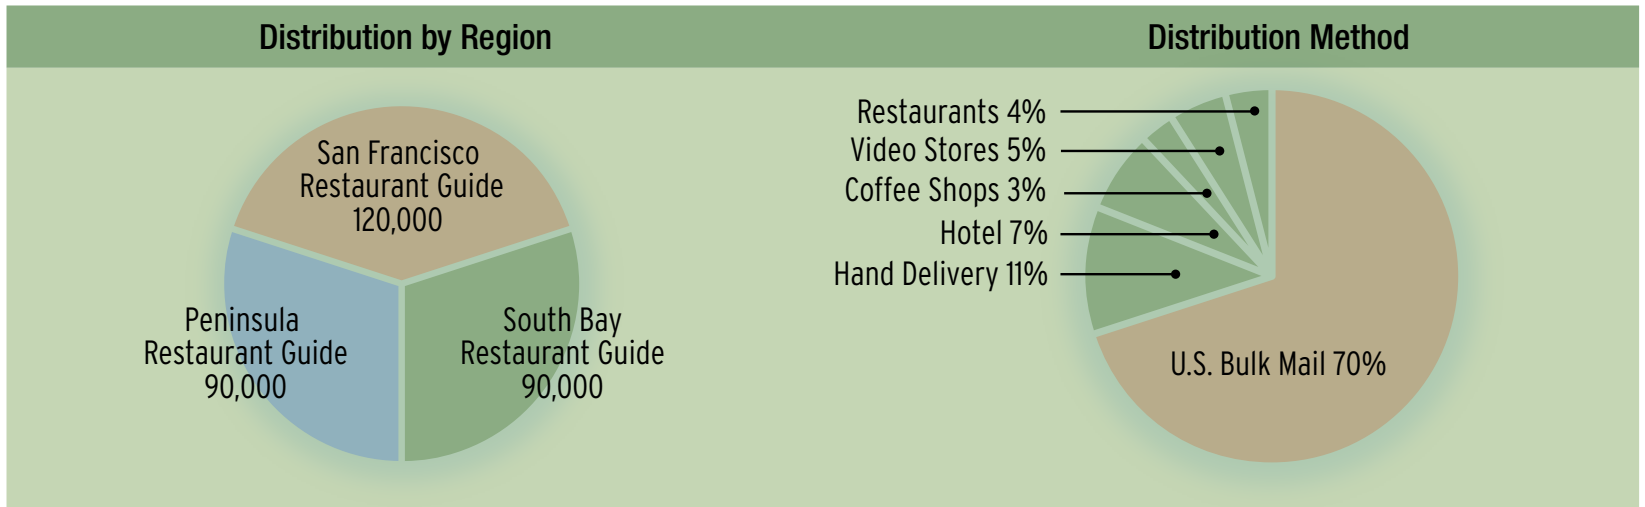 Distribution by Region
San Francisco
Restaurant Guide
120,000
Peninsula
Restaurant Guide
90,000
South Bay
Restaurant Guide
90,000
Distribution Method
Restaurants 4%
Video Stores 5%
Coffee Shops 3%
Hotel 7%
Hand Delivery 11%
U.S. Bulk Mail 70%